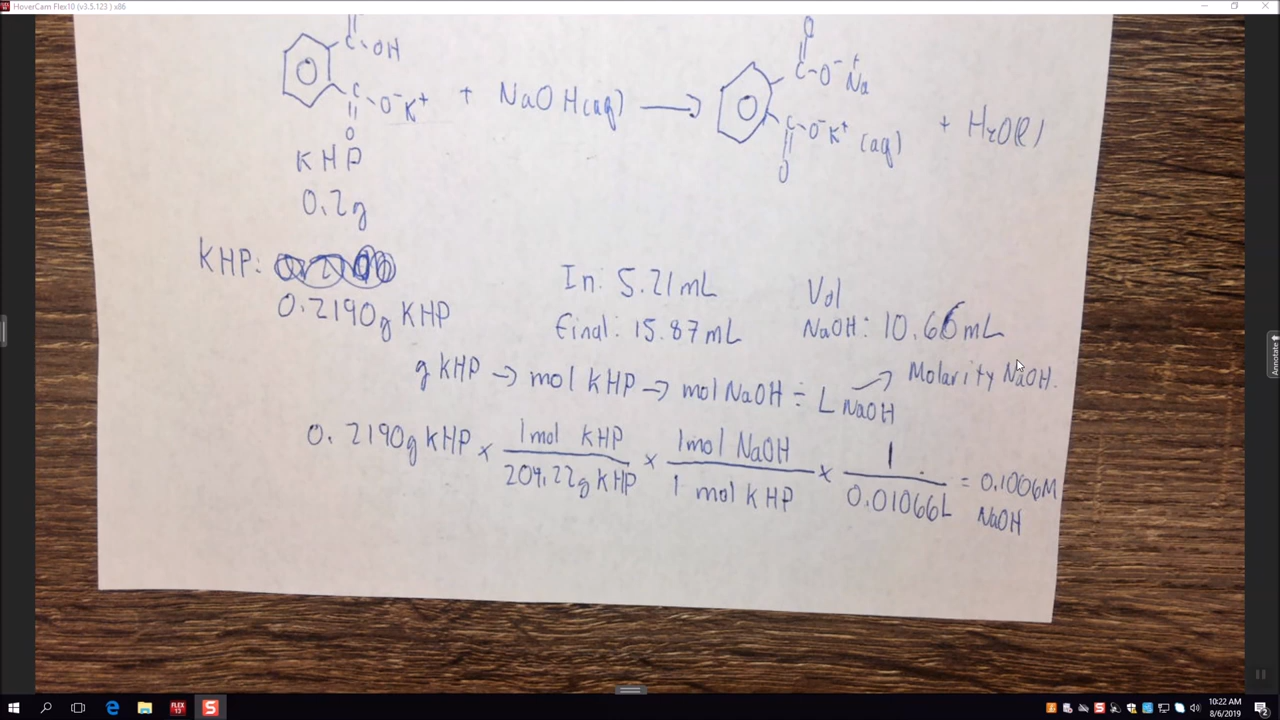 HoverCam Flex10 (v3.5.123 ) x86
C OH
C O⁻ K⁺
O
+ NaOH(aq) ⟶
O
C-O⁻ ⁺Na
C-O⁻K⁺ (aq)
O
+ H₂O(l)
KHP
0.2g
KHP:
0.2190g KHP
In: 5.21mL
Final: 15.87mL
Vol
NaOH: 10.66mL
g KHP → mol KHP → mol NaOH ÷ L NaOH → Molarity NaOH.
0.2190g KHP × 1mol KHP / 204.22g KHP × 1mol NaOH / 1 mol KHP × 1 / 0.01066L = 0.1006M NaOH
Annotate
FLEX
10:22 AM
8/6/2019